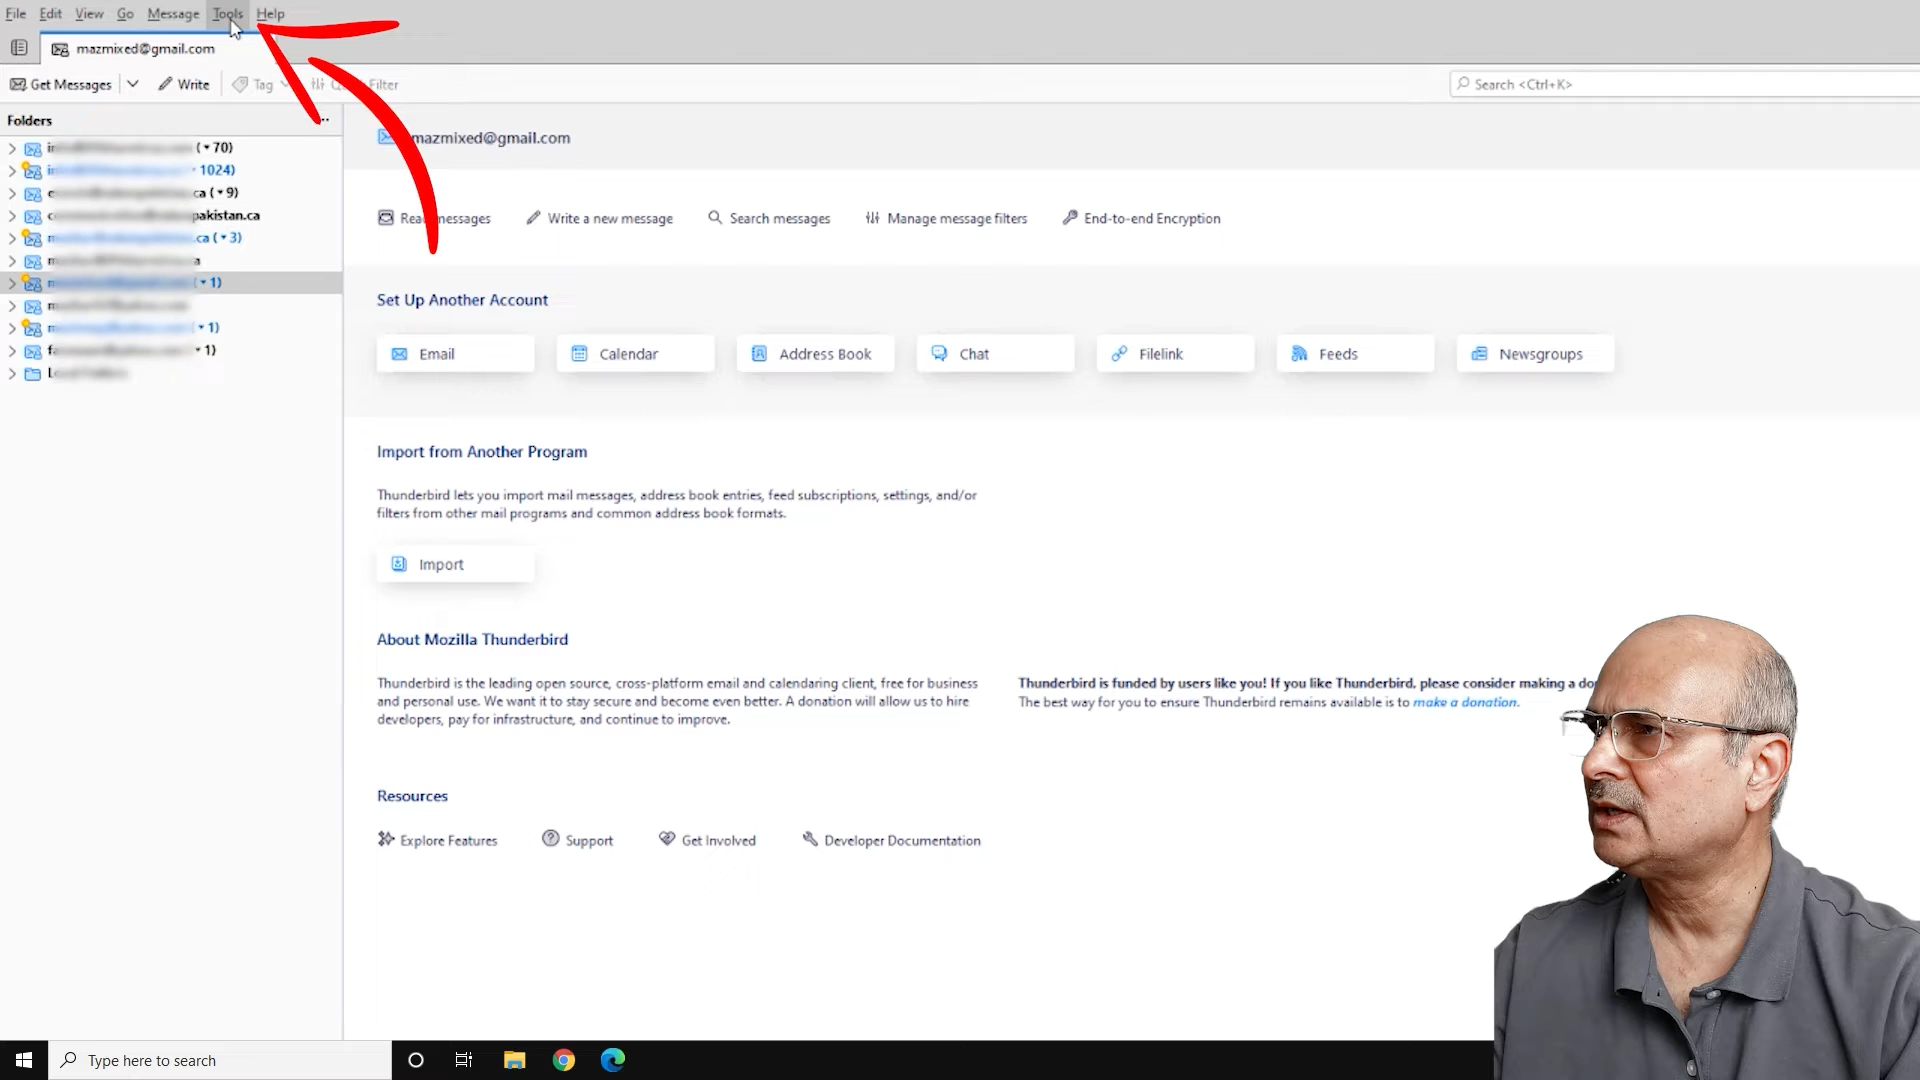 File Edit View Go Message Tools Help
mazmixed@gmail.com
Get Messages Write Tag Filter
Search <Ctrl+K>
Folders
mazmixed@gmail.com
( 70)
1024)
ca ( 9)
pakistan.ca
.ca ( 3)
( 1)
( 1)
1)
Read messages Write a new message Search messages Manage message filters End-to-end Encryption
Set Up Another Account
Email Calendar Address Book Chat Filelink Feeds Newsgroups
Import from Another Program
Thunderbird lets you import mail messages, address book entries, feed subscriptions, settings, and/or
filters from other mail programs and common address book formats.
Import
About Mozilla Thunderbird
Thunderbird is the leading open source, cross-platform email and calendaring client, free for business
and personal use. We want it to stay secure and become even better. A donation will allow us to hire
developers, pay for infrastructure, and continue to improve.
Thunderbird is funded by users like you! If you like Thunderbird, please consider making a do
The best way for you to ensure Thunderbird remains available is to make a donation.
Resources
Explore Features Support Get Involved Developer Documentation
Type here to search